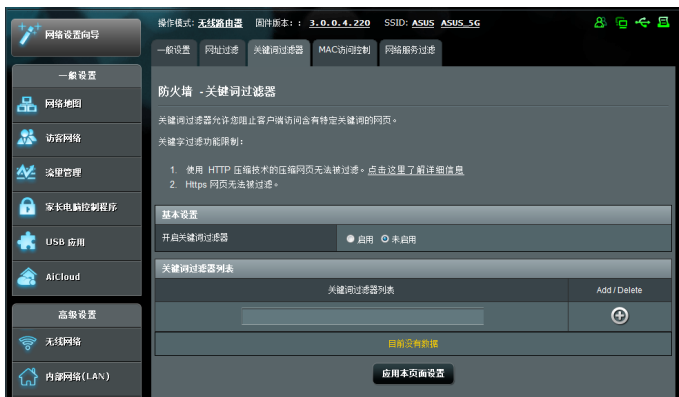 操作模式: 无线路由器 固件版本: : 3.0.0.4.220 SSID: ASUS ASUS_5G
网络设置向导
一般设置 网址过滤 关键词过滤器 MAC访问控制 网络服务过滤
一般设置
网络地图
访客网络
流量管理
家长电脑控制程序
USB 应用
AiCloud
高级设置
无线网络
内部网络(LAN)
防火墙 - 关键词过滤器
关键词过滤器允许您阻止客户端访问含有特定关键词的网页。
关键字过滤功能限制:
1. 使用 HTTP 压缩技术的压缩网页无法被过滤。点击这里了解详细信息
2. Https 网页无法被过滤。
基本设置
开启关键词过滤器 启用 未启用
关键词过滤器列表
关键词过滤器列表 Add / Delete
目前没有数据
应用本页面设置